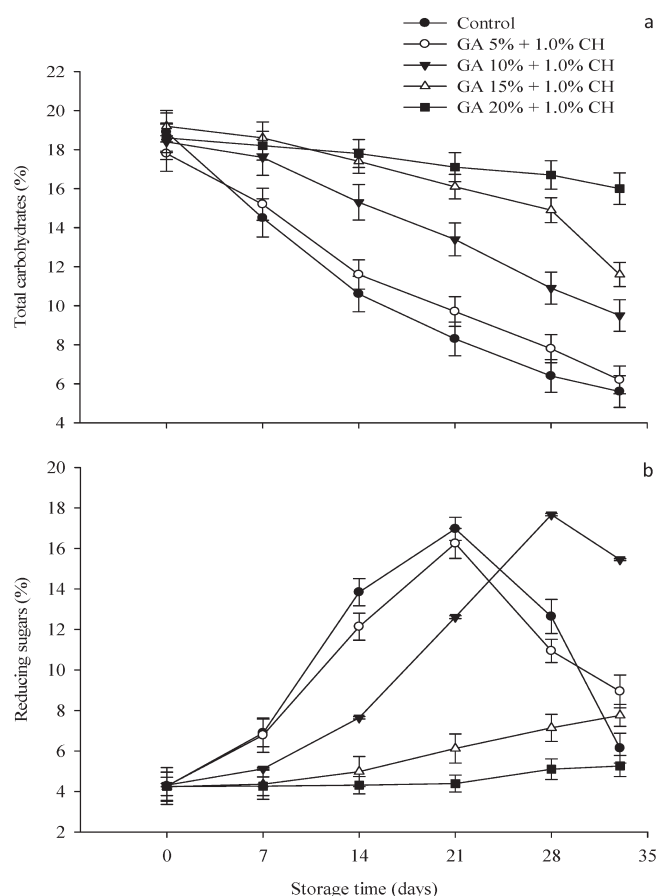 a
Control
GA 5% + 1.0% CH
GA 10% + 1.0% CH
GA 15% + 1.0% CH
GA 20% + 1.0% CH
22
20
18
16
14
12
10
8
6
4
Total carbohydrates (%)
b
20
18
16
14
12
10
8
6
4
2
Reducing sugars (%)
0 7 14 21 28 35
Storage time (days)